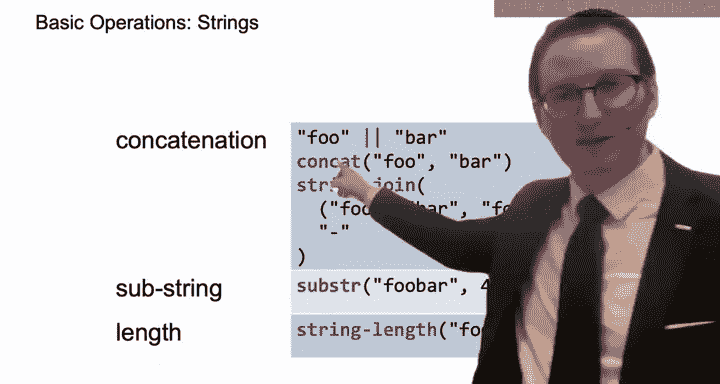 Basic Operations: Strings
concatenation
"foo" || "bar"
concat("foo", "bar")
join(
"-"
)
sub-string
substr("foobar", 4
length
string-length("fo